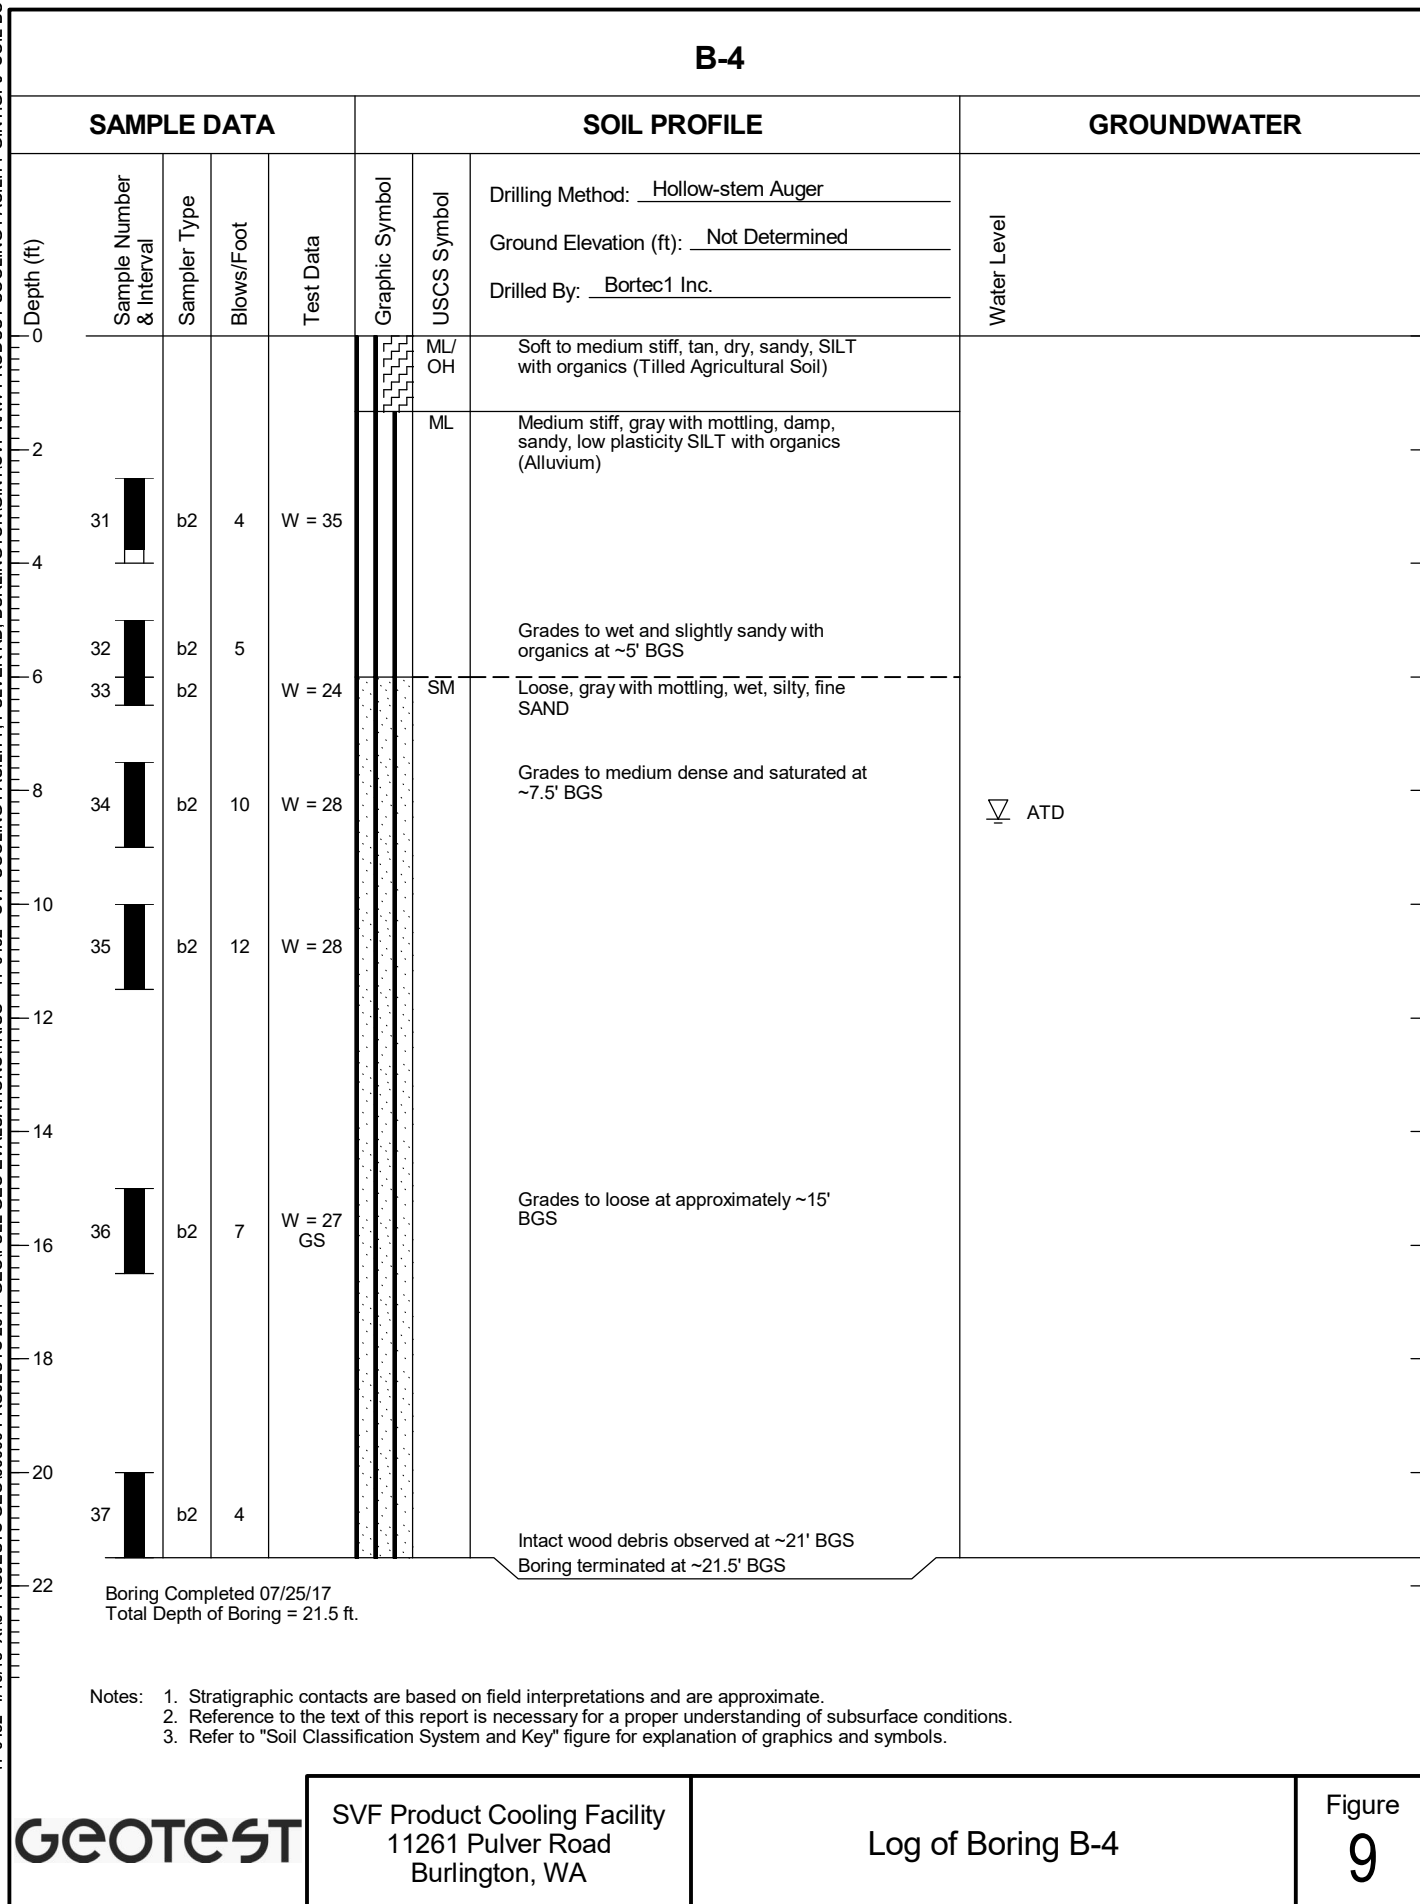 B-4
SAMPLE DATA
SOIL PROFILE
GROUNDWATER
Depth (ft)
Sample Number
& Interval
Sampler Type
Blows/Foot
Test Data
Graphic Symbol
USCS Symbol
Drilling Method: Hollow-stem Auger
Ground Elevation (ft): Not Determined
Drilled By: Bortec1 Inc.
Water Level
0
ML/
OH
Soft to medium stiff, tan, dry, sandy, SILT
with organics (Tilled Agricultural Soil)
ML
Medium stiff, gray with mottling, damp,
sandy, low plasticity SILT with organics
(Alluvium)
2
31 b2 4 W = 35
4
Grades to wet and slightly sandy with
organics at ~5' BGS
32 b2 5
6
33 b2 W = 24
SM
Loose, gray with mottling, wet, silty, fine
SAND
Grades to medium dense and saturated at
~7.5' BGS
8
34 b2 10 W = 28
ATD
10
35 b2 12 W = 28
12
14
Grades to loose at approximately ~15'
BGS
36 b2 7 W = 27
GS
16
18
20
37 b2 4
Intact wood debris observed at ~21' BGS
Boring terminated at ~21.5' BGS
22
Boring Completed 07/25/17
Total Depth of Boring = 21.5 ft.
Notes: 1. Stratigraphic contacts are based on field interpretations and are approximate.
2. Reference to the text of this report is necessary for a proper understanding of subsurface conditions.
3. Refer to "Soil Classification System and Key" figure for explanation of graphics and symbols.
GEOTEST
SVF Product Cooling Facility
11261 Pulver Road
Burlington, WA
Log of Boring B-4
Figure
9